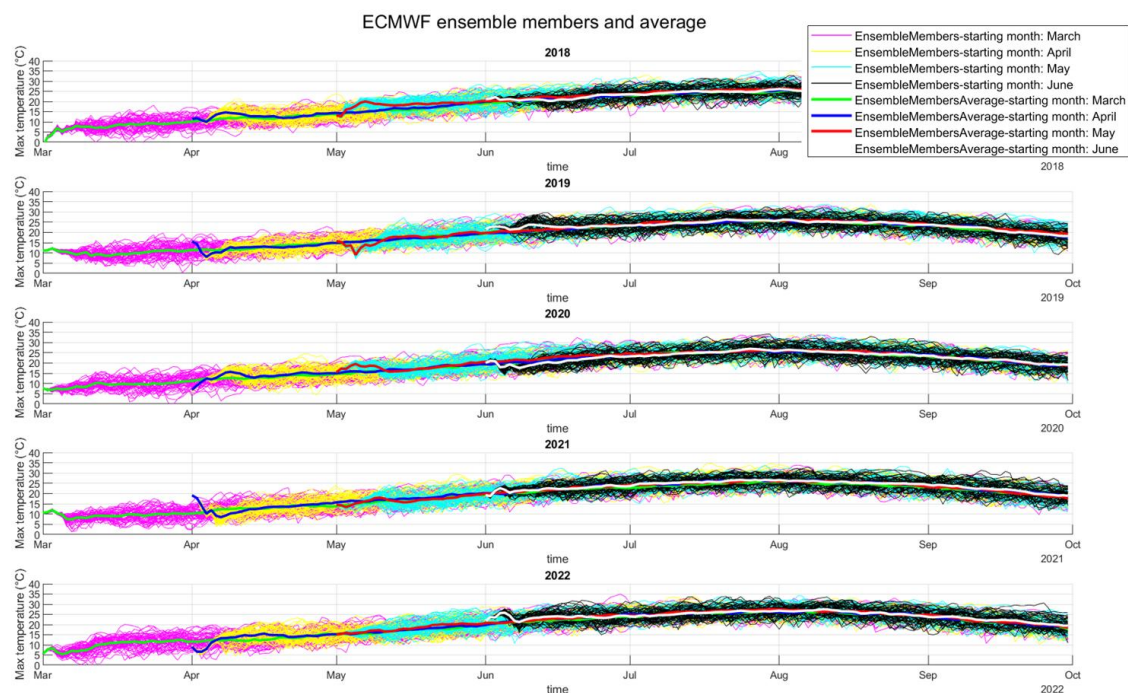 ECMWF ensemble members and average
EnsembleMembers-starting month: March
EnsembleMembers-starting month: April
EnsembleMembers-starting month: May
EnsembleMembers-starting month: June
EnsembleMembersAverage-starting month: March
EnsembleMembersAverage-starting month: April
EnsembleMembersAverage-starting month: May
EnsembleMembersAverage-starting month: June
2018
Max temperature (°C)
40
35
30
25
20
15
10
5
0
Mar Apr May Jun Jul Aug
time
2018
2019
Max temperature (°C)
40
35
30
25
20
15
10
5
0
Mar Apr May Jun Jul Aug Sep Oct
time
2019
2020
Max temperature (°C)
40
35
30
25
20
15
10
5
0
Mar Apr May Jun Jul Aug Sep Oct
time
2020
2021
Max temperature (°C)
40
35
30
25
20
15
10
5
0
Mar Apr May Jun Jul Aug Sep Oct
time
2021
2022
Max temperature (°C)
40
35
30
25
20
15
10
5
0
Mar Apr May Jun Jul Aug Sep Oct
time
2022